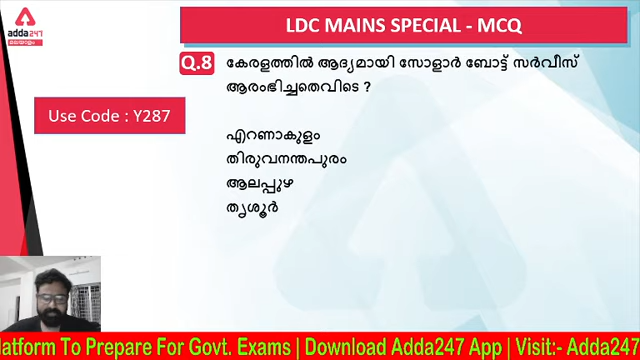 adda247
മലയാളം
LDC MAINS SPECIAL - MCQ
Q.8 കേരളത്തിൽ ആദ്യമായി സോളാർ ബോട്ട് സർവീസ്
ആരംഭിച്ചതെവിടെ ?
Use Code : Y287
എറണാകുളം
തിരുവനന്തപുരം
ആലപ്പുഴ
തൃശൂർ
latform To Prepare For Govt. Exams | Download Adda247 App | Visit:- Adda247